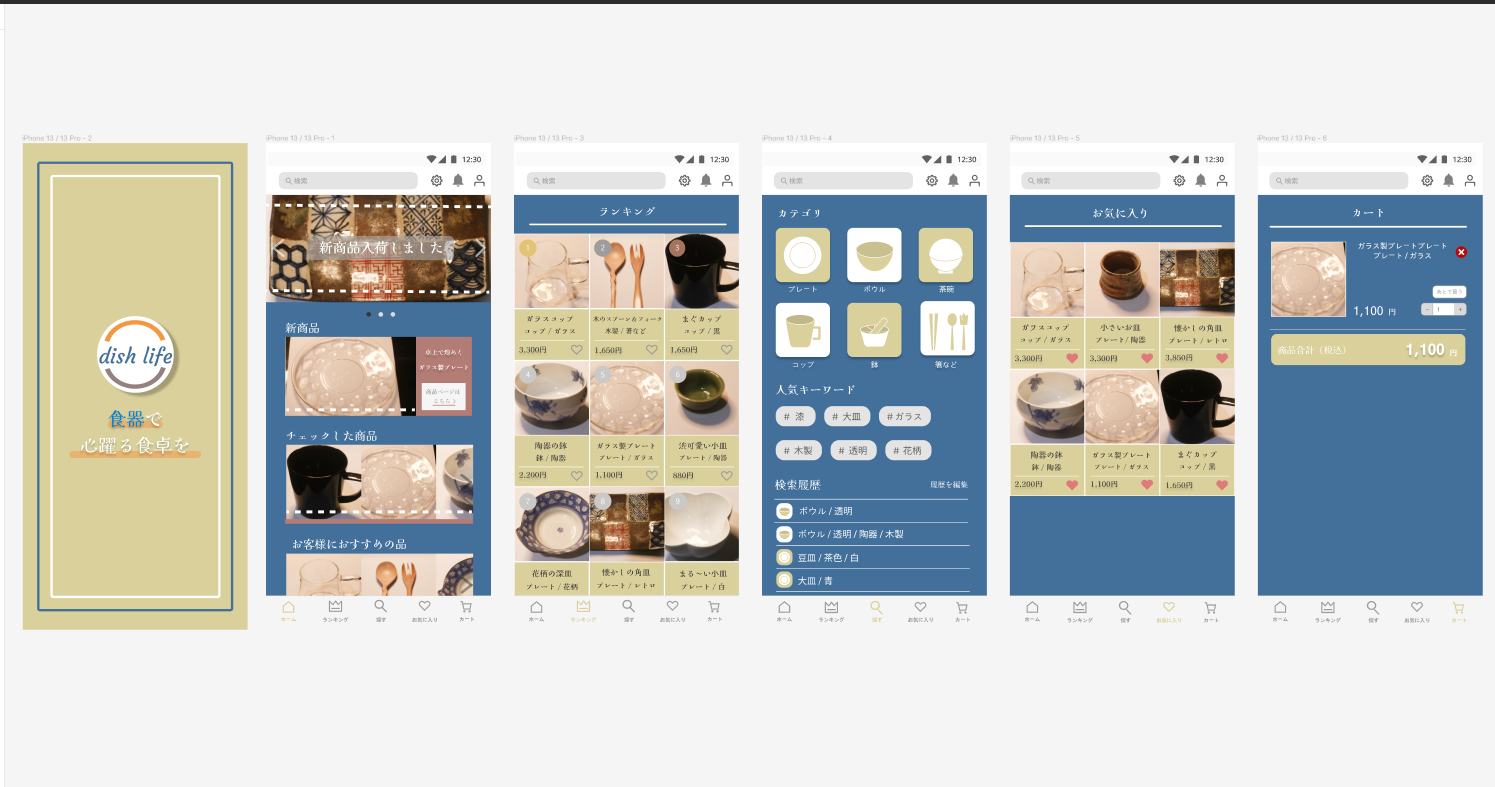 iPhone 13 / 13 Pro - 2
dish life
食器で
心躍る食卓を
iPhone 13 / 13 Pro - 1
12:30
検索
新商品入荷しました
新商品
卓上で煌めく
ガラス製プレート
商品ページは
こちら 》
チェックした商品
お客様におすすめの品
ホーム
ランキング
探す
お気に入り
カート
iPhone 13 / 13 Pro - 3
12:30
検索
ランキング
1
2
3
ガラスコップ
コップ / ガラス
3,300円
木のスプーン&フォーク
木製 / 箸など
1,650円
まぐカップ
コップ / 黒
1,650円
4
5
6
陶器の鉢
鉢 / 陶器
2,200円
ガラス製プレート
プレート / ガラス
1,100円
渋可愛い小皿
プレート / 陶器
880円
7
8
9
花柄の深皿
プレート / 花柄
懐かしの角皿
プレート / レトロ
まる〜い小皿
プレート / 白
ホーム
ランキング
探す
お気に入り
カート
iPhone 13 / 13 Pro - 4
12:30
検索
カテゴリ
プレート
ボウル
茶碗
コップ
鉢
箸など
人気キーワード
# 漆
# 大皿
# ガラス
# 木製
# 透明
# 花柄
検索履歴
履歴を編集
ボウル / 透明
ボウル / 透明 / 陶器 / 木製
豆皿 / 茶色 / 白
大皿 / 青
ホーム
ランキング
探す
お気に入り
カート
iPhone 13 / 13 Pro - 5
12:30
検索
お気に入り
ガラスコップ
コップ / ガラス
3,300円
小さいお皿
プレート / 陶器
3,300円
懐かしの角皿
プレート / レトロ
3,850円
陶器の鉢
鉢 / 陶器
2,200円
ガラス製プレート
プレート / ガラス
1,100円
まぐカップ
コップ / 黒
1,650円
ホーム
ランキング
探す
お気に入り
カート
iPhone 13 / 13 Pro - 6
12:30
検索
カート
ガラス製プレートプレート
プレート / ガラス
あとで買う
1,100 円
- 1 +
商品合計（税込） 1,100 円
ホーム
ランキング
探す
お気に入り
カート